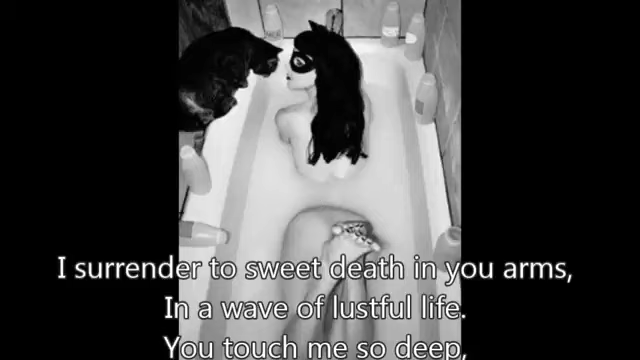 I surrender to sweet death in you arms,
In a wave of lustful life.
You touch me so deep,